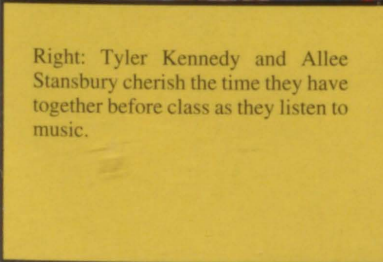 Right: Tyler Kennedy and Allee
Stansbury cherish the time they have
together before class as they listen to
music.